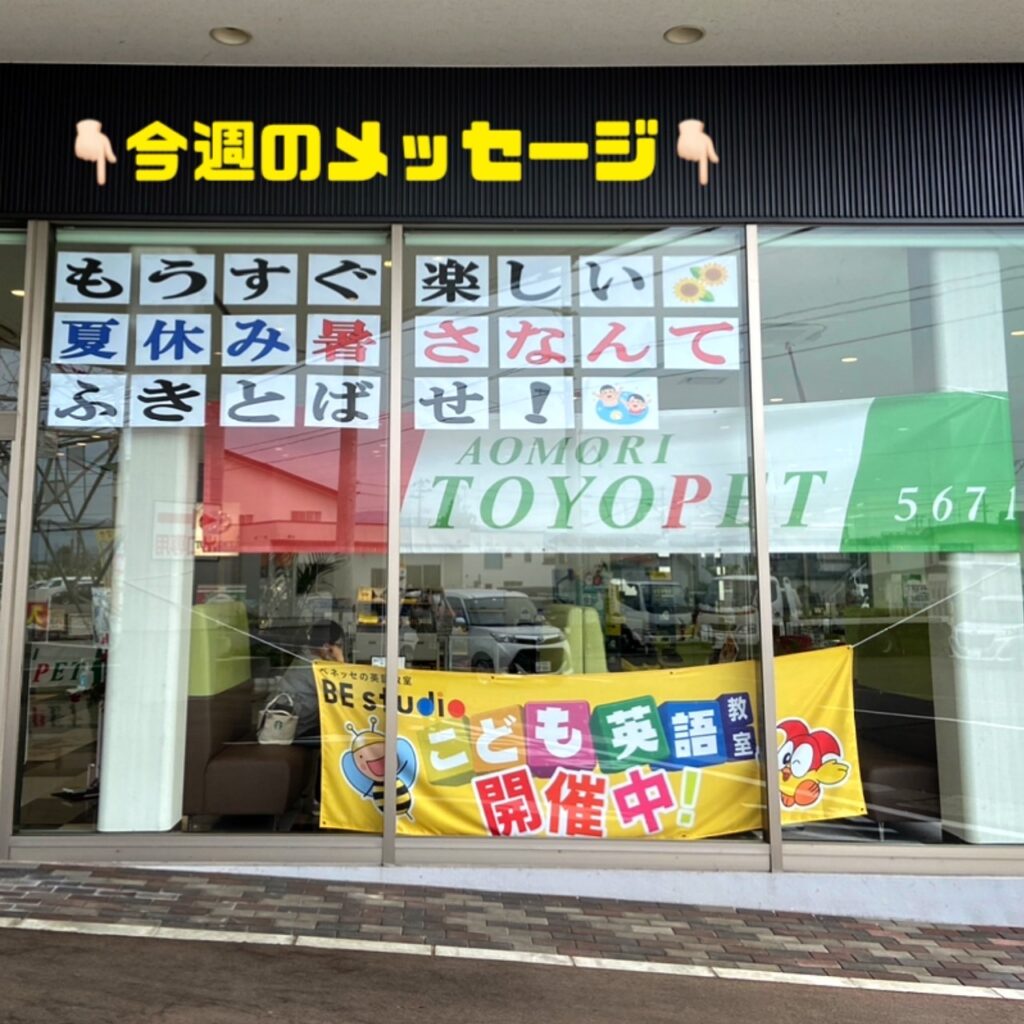 今週のメッセージ
もうすぐ楽しい
夏休み暑さなんて
ふきとばせ!
AOMORI
TOYOPET
5671
ベネッセの英語教室
BE studio
こども英語教室
開催中!